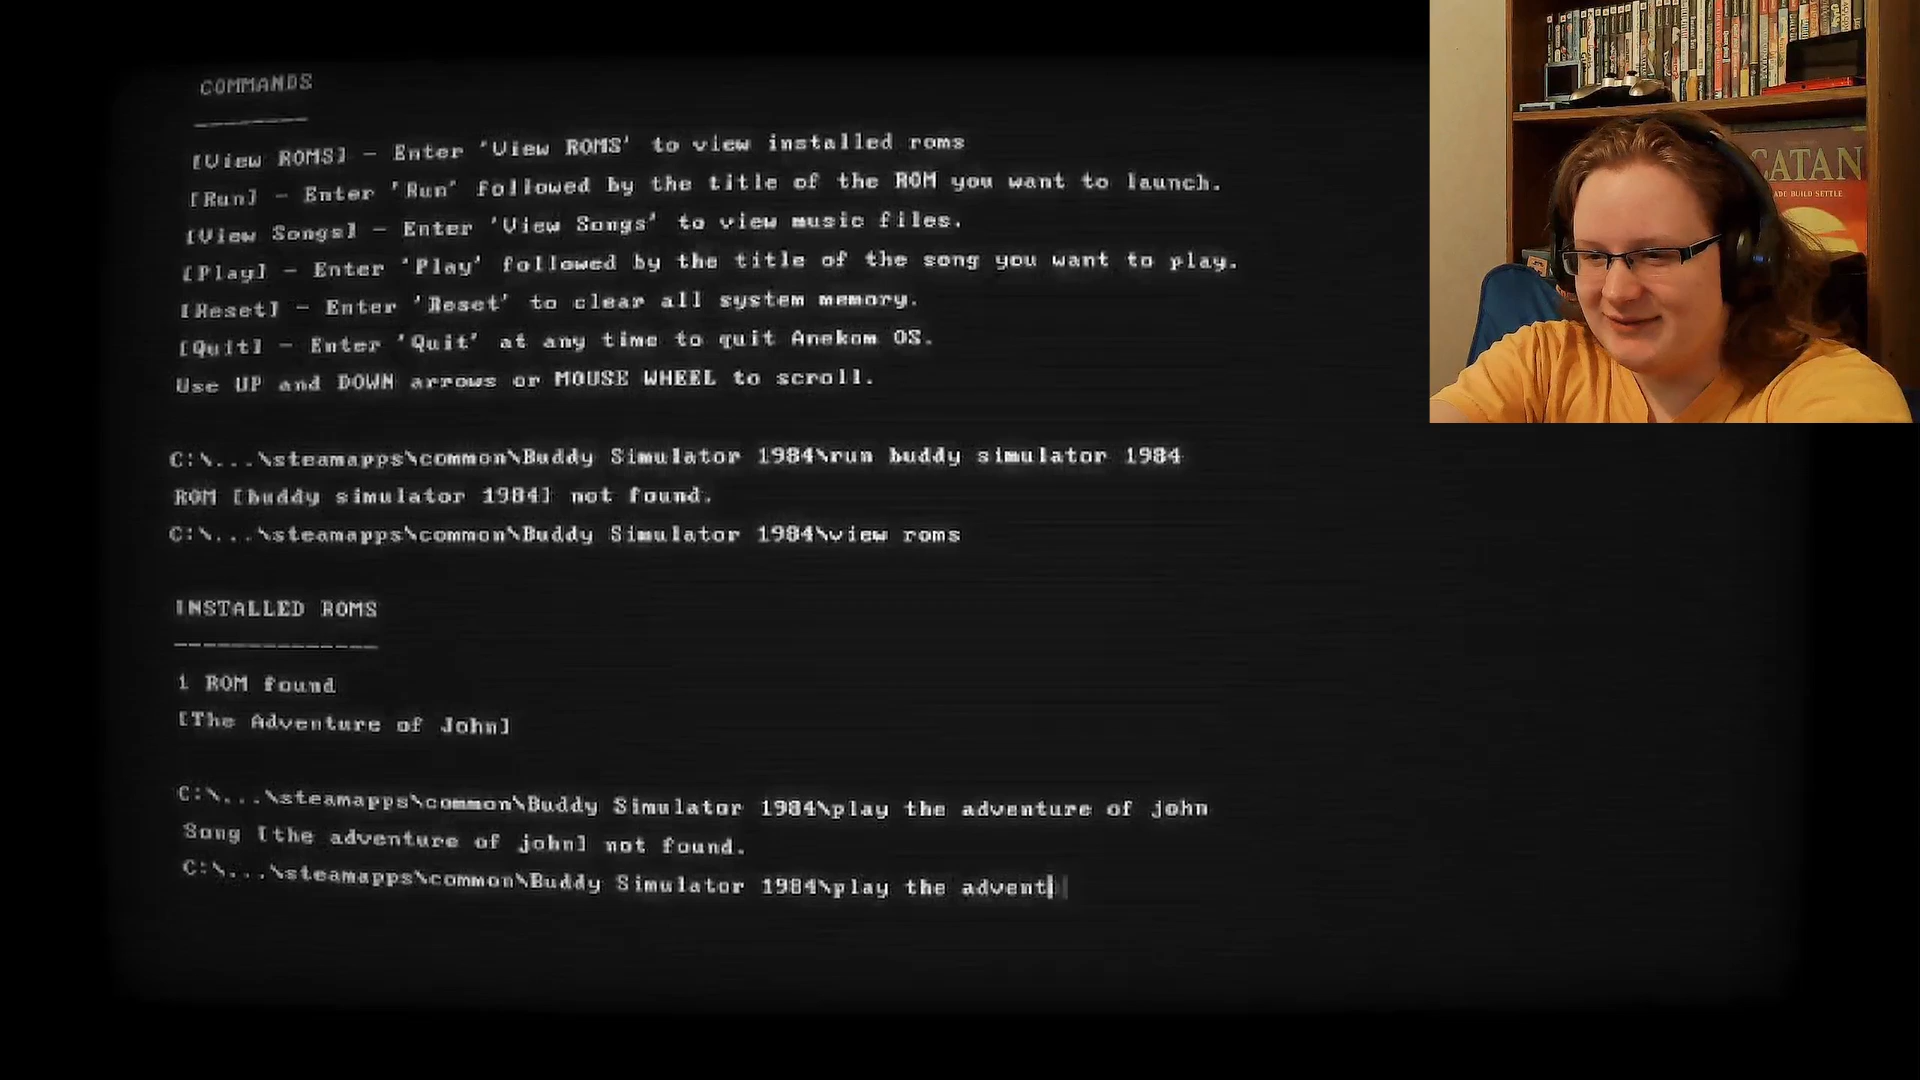 COMMANDS
[View ROMS] - Enter 'View ROMS' to view installed roms
[Run] - Enter 'Run' followed by the title of the ROM you want to launch.
[View Songs] - Enter 'View Songs' to view music files.
[Play] - Enter 'Play' followed by the title of the song you want to play.
[Reset] - Enter 'Reset' to clear all system memory.
[Quit] - Enter 'Quit' at any time to quit Anekom OS.
Use UP and DOWN arrows or MOUSE WHEEL to scroll.
C:\...\steamapps\common\Buddy Simulator 1984\run buddy simulator 1984
ROM [buddy simulator 1984] not found.
C:\...\steamapps\common\Buddy Simulator 1984\view roms
INSTALLED ROMS
1 ROM found
[The Adventure of John]
C:\...\steamapps\common\Buddy Simulator 1984\play the adventure of john
Song [the adventure of john] not found.
C:\...\steamapps\common\Buddy Simulator 1984\play the advent
CATAN
ADE BUILD SETTLE